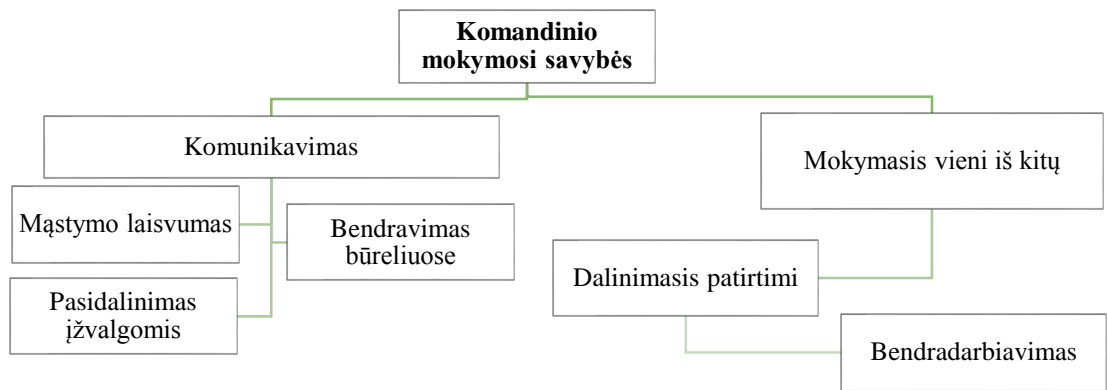 Komandinio
mokymosi savybės
Komunikavimas
Mokymasis vieni iš kitų
Mąstymo laisvumas
Bendravimas
būreliuose
Dalinimasis patirtimi
Pasidalinimas
įžvalgomis
Bendradarbiavimas